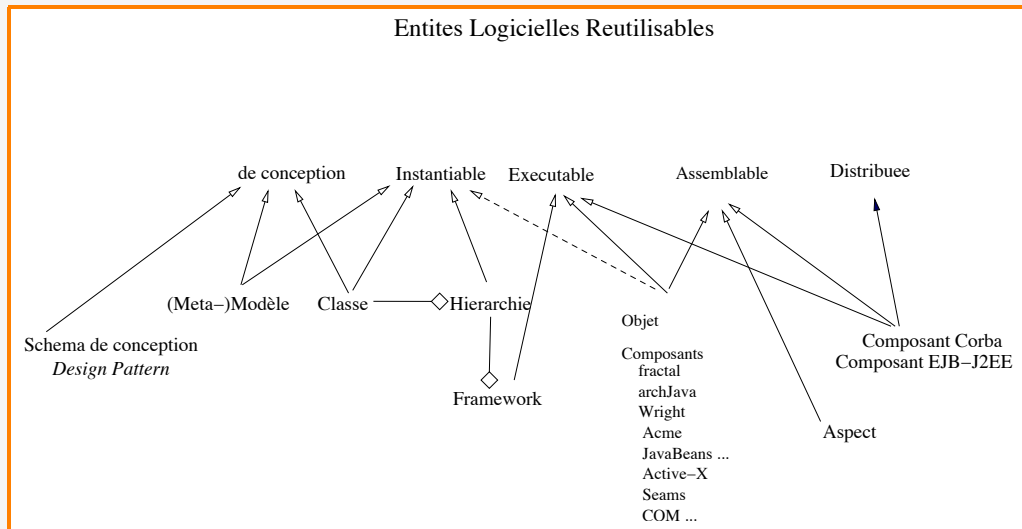 Entites Logicielles Reutilisables
de conception
Instantiable
Executable
Assemblable
Distribuee
(Meta-)Modèle
Classe
Hierarchie
Schema de conception
Design Pattern
Framework
Objet
Composants
fractal
archJava
Wright
Acme
JavaBeans ...
Active-X
Seams
COM ...
Composant Corba
Composant EJB-J2EE
Aspect